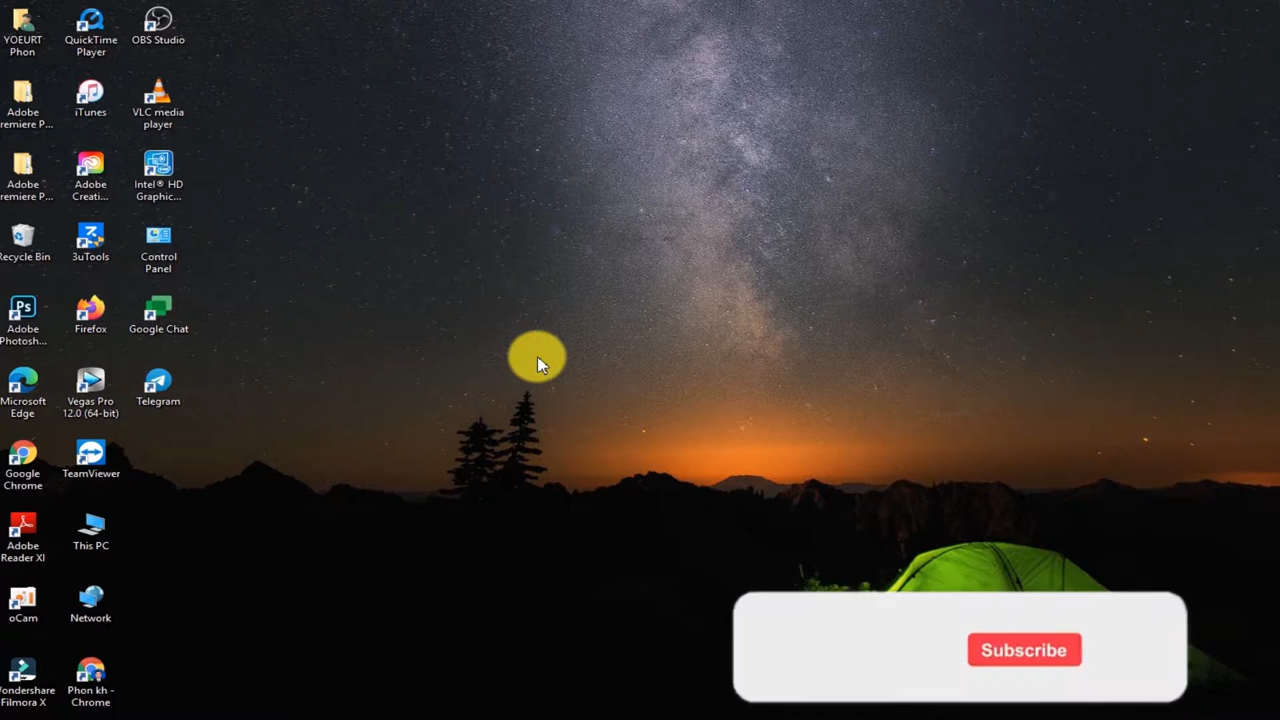 YOEURT
Phon
QuickTime
Player
OBS Studio
Adobe
remiere P...
iTunes
VLC media
player
Adobe
remiere P...
Adobe
Creati...
Intel® HD
Graphic...
Recycle Bin
3uTools
Control
Panel
Adobe
Photosh...
Firefox
Google Chat
Microsoft
Edge
Vegas Pro
12.0 (64-bit)
Telegram
Google
Chrome
TeamViewer
Adobe
Reader XI
This PC
oCam
Network
Wondershare
Filmora X
Phon kh -
Chrome
Subscribe